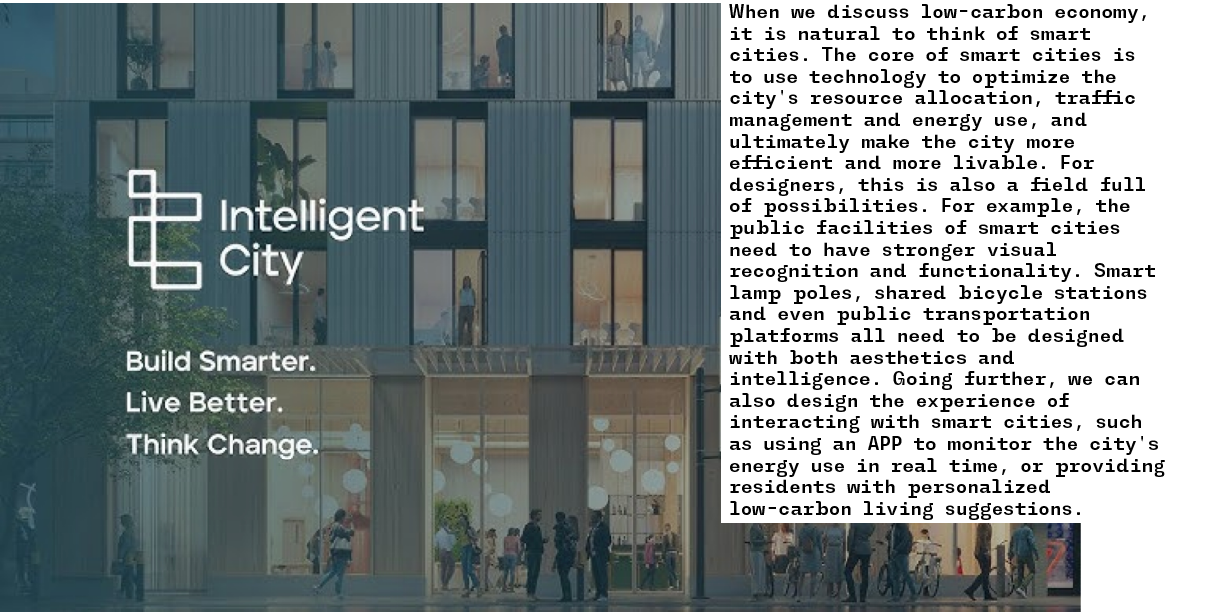 Intelligent
City
Build Smarter.
Live Better.
Think Change.
When we discuss low-carbon economy,
it is natural to think of smart
cities. The core of smart cities is
to use technology to optimize the
city's resource allocation, traffic
management and energy use, and
ultimately make the city more
efficient and more livable. For
designers, this is also a field full
of possibilities. For example, the
public facilities of smart cities
need to have stronger visual
recognition and functionality. Smart
lamp poles, shared bicycle stations
and even public transportation
platforms all need to be designed
with both aesthetics and
intelligence. Going further, we can
also design the experience of
interacting with smart cities, such
as using an APP to monitor the city's
energy use in real time, or providing
residents with personalized
low-carbon living suggestions.